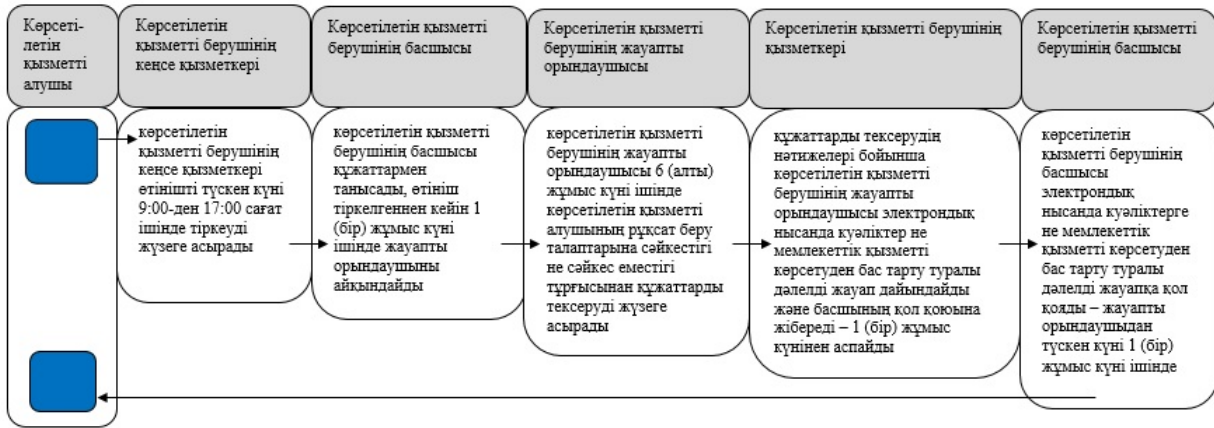 Көрсеті-
летін
қызметті
алушы
Көрсетілетін
қызметті берушінің
кеңсе қызметкері
Көрсетілетін қызметті
берушінің басшысы
Көрсетілетін қызметті
берушінің жауапты
орындаушысы
Көрсетілетін қызметті берушінің
қызметкері
Көрсетілетін қызметті
берушінің басшысы
көрсетілетін
қызметті берушінің
кеңсе қызметкері
өтінішті түскен күні
9:00-ден 17:00 сағат
ішінде тіркеуді
жүзеге асырады
көрсетілетін қызметті
берушінің басшысы
құжаттармен
танысады, өтініш
тіркелгеннен кейін 1
(бір) жұмыс күні
ішінде жауапты
орындаушыны
айқындайды
көрсетілетін қызметті
берушінің жауапты
орындаушысы 6 (алты)
жұмыс күні ішінде
көрсетілетін қызметті
алушының рұқсат беру
талаптарына сәйкестігі
не сәйкес еместігі
тұрғысынан құжаттарды
тексеруді жүзеге
асырады
құжаттарды тексерудің
нәтижелері бойынша
көрсетілетін қызметті
берушінің жауапты
орындаушысы электрондық
нысанда куәліктер не
мемлекеттік қызметті
көрсетуден бас тарту туралы
дәлелді жауап дайындайды
және басшының қол қоюына
жібереді – 1 (бір) жұмыс
күнінен аспайды
көрсетілетін
қызметті берушінің
басшысы
электрондық
нысанда куәліктерге
не мемлекеттік
қызметті көрсетуден
бас тарту туралы
дәлелді жауапқа қол
қояды – жауапты
орындаушыдан
түскен күні 1 (бір)
жұмыс күні ішінде